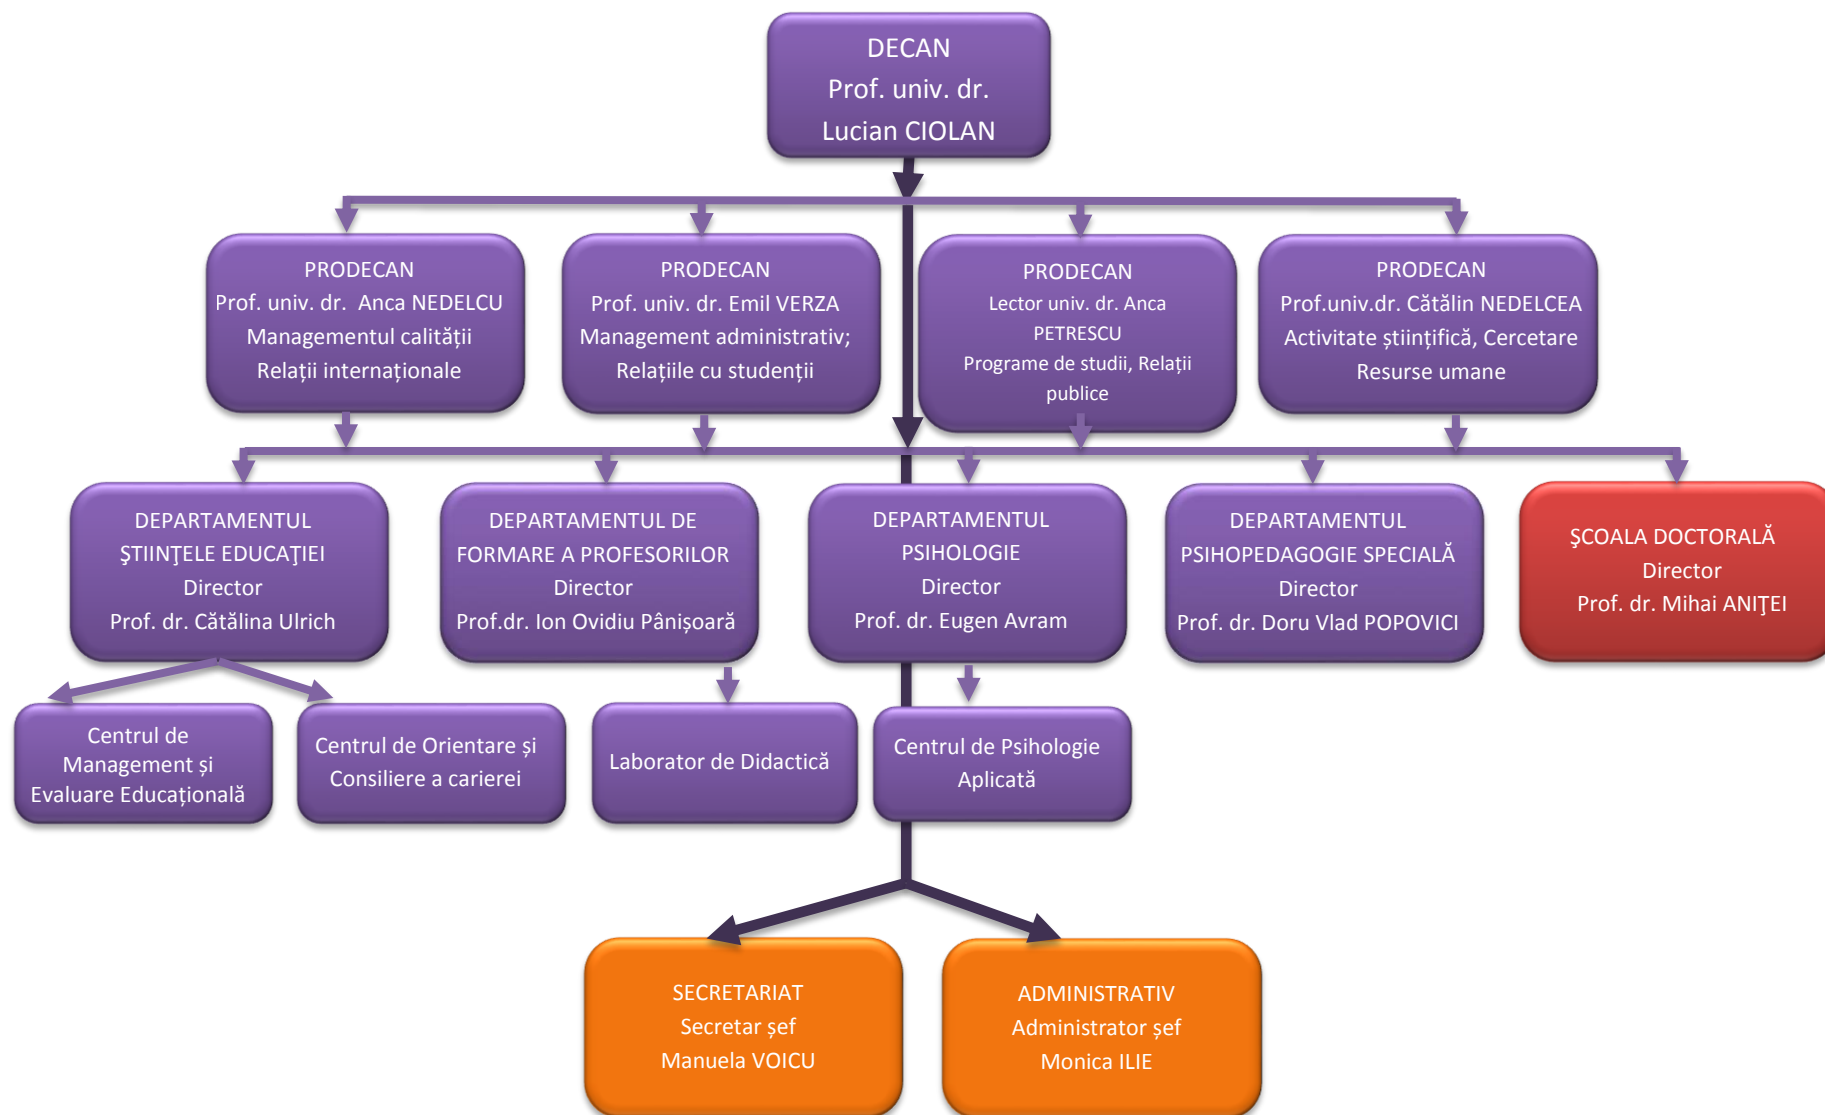 DECAN
Prof. univ. dr.
Lucian CIOLAN
PRODECAN
Prof. univ. dr.  Anca NEDELCU
Managementul calității
Relații internaționale
PRODECAN
Prof. univ. dr. Emil VERZA
Management administrativ;
Relațiile cu studenții
PRODECAN
Lector univ. dr. Anca
PETRESCU
Programe de studii, Relații
publice
PRODECAN
Prof.univ.dr. Cătălin NEDELCEA
Activitate științifică, Cercetare
Resurse umane
DEPARTAMENTUL
ŞTIINŢELE EDUCAŢIEI
Director
Prof. dr. Cătălina Ulrich
DEPARTAMENTUL DE
FORMARE A PROFESORILOR
Director
Prof.dr. Ion Ovidiu Pânișoară
DEPARTAMENTUL
PSIHOLOGIE
Director
Prof. dr. Eugen Avram
DEPARTAMENTUL
PSIHOPEDAGOGIE SPECIALĂ
Director
Prof. dr. Doru Vlad POPOVICI
ŞCOALA DOCTORALĂ
Director
Prof. dr. Mihai ANIŢEI
Centrul de
Management și
Evaluare Educațională
Centrul de Orientare și
Consiliere a carierei
Laborator de Didactică
Centrul de Psihologie
Aplicată
SECRETARIAT
Secretar șef
Manuela VOICU
ADMINISTRATIV
Administrator șef
Monica ILIE